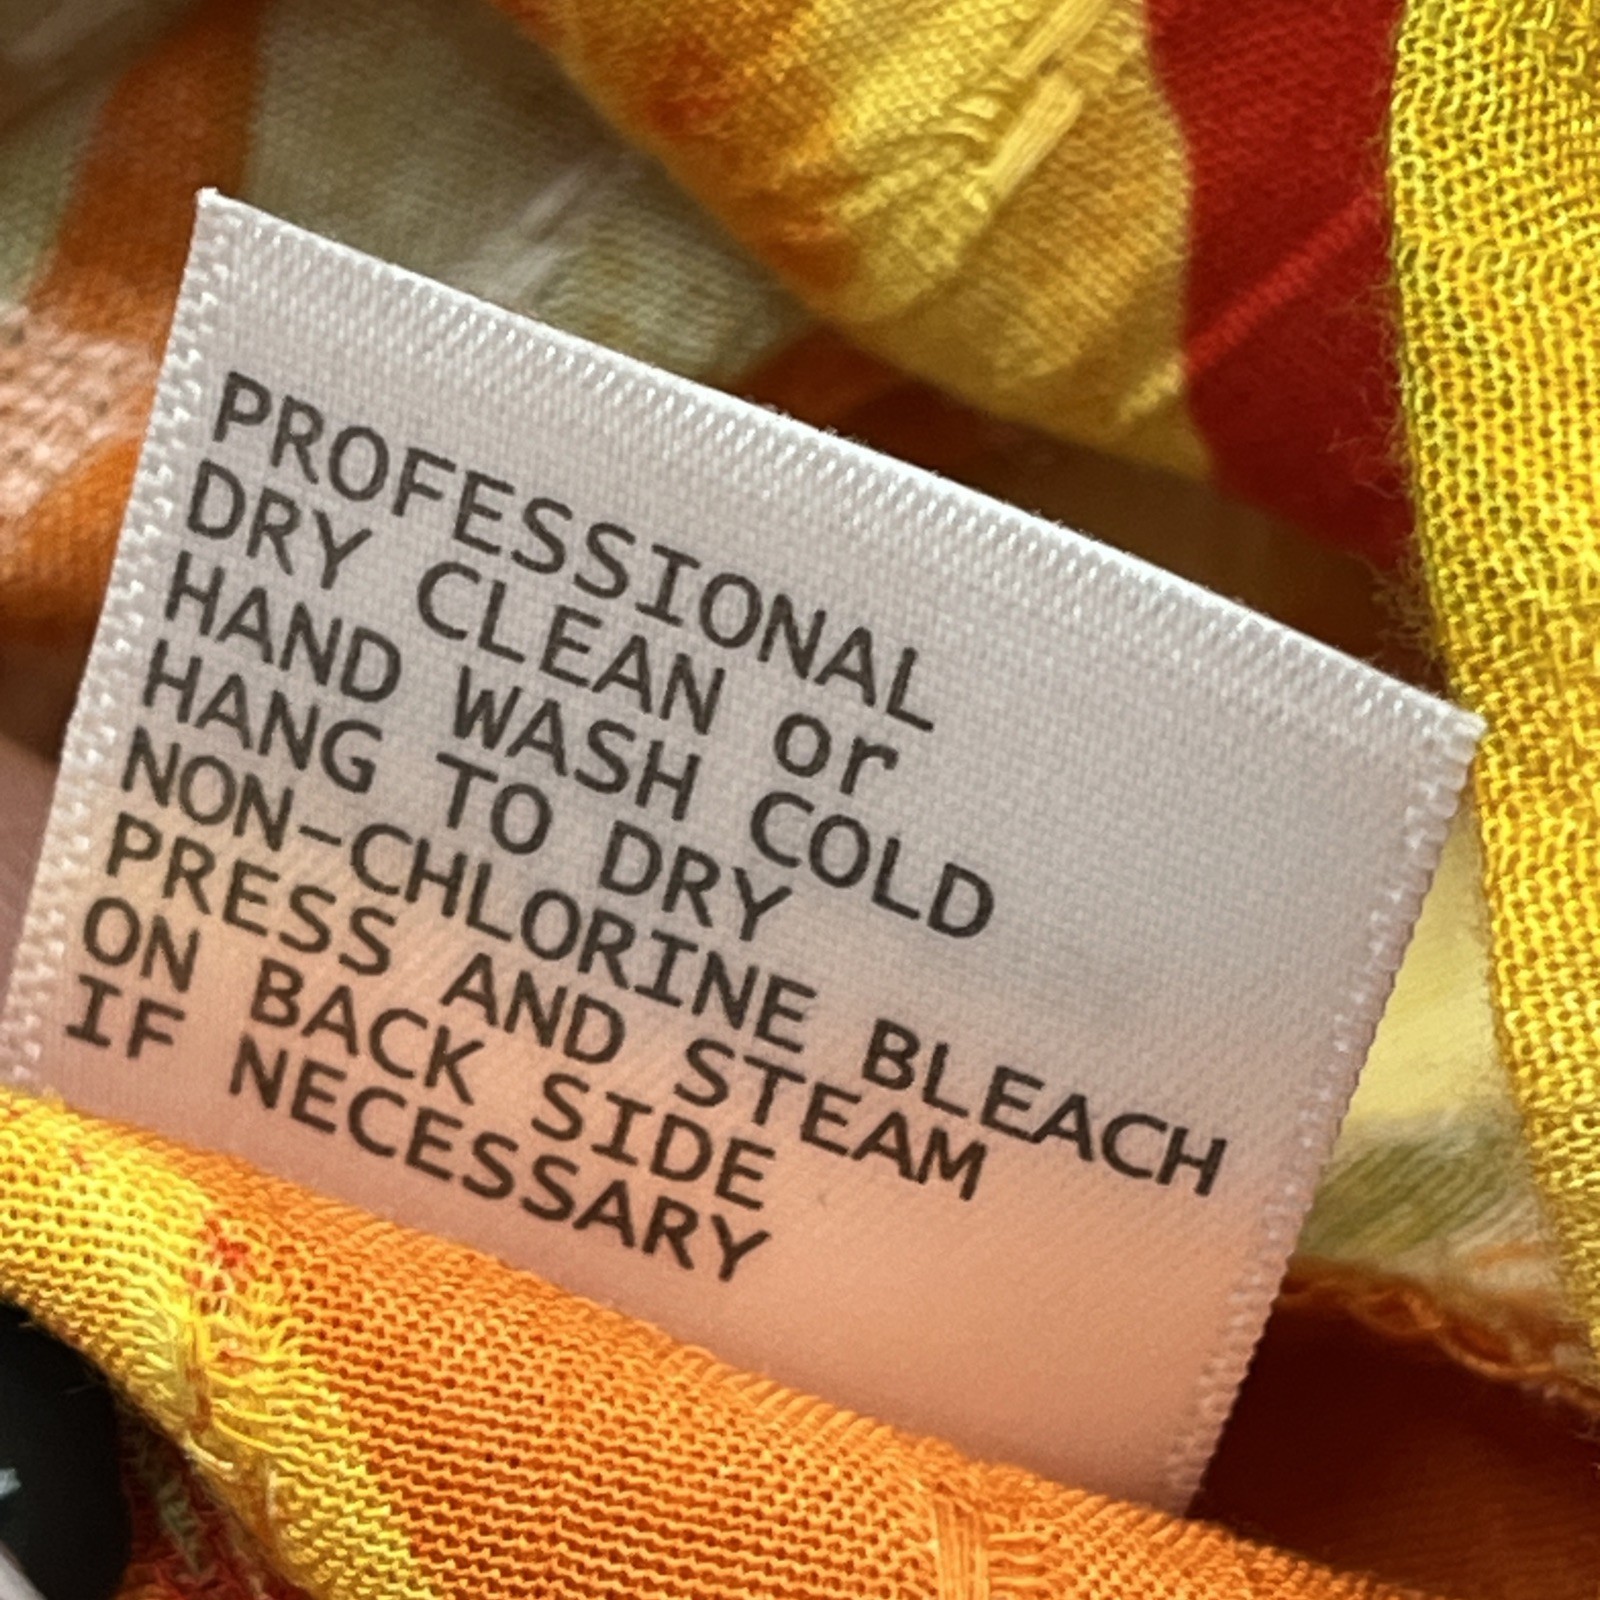 PROFESSIONAL
DRY CLEAN or
HAND WASH COLD
HANG TO DRY
NON-CHLORINE BLEACH
PRESS AND STEAM
ON BACK SIDE
IF NECESSARY